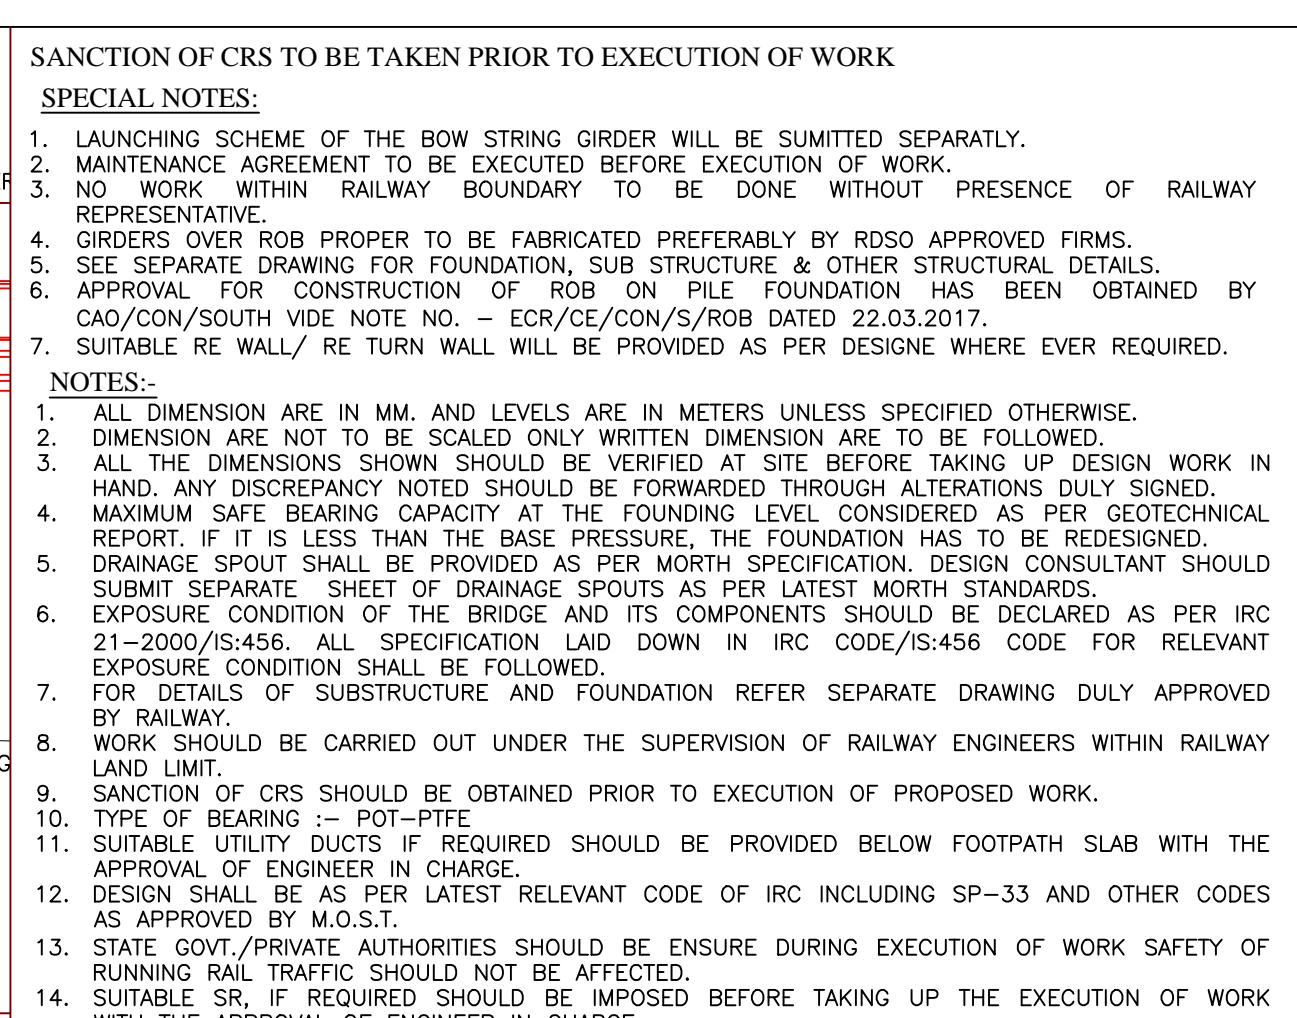 SANCTION OF CRS TO BE TAKEN PRIOR TO EXECUTION OF WORK
SPECIAL NOTES:
1. LAUNCHING SCHEME OF THE BOW STRING GIRDER WILL BE SUMITTED SEPARATLY.
2. MAINTENANCE AGREEMENT TO BE EXECUTED BEFORE EXECUTION OF WORK.
3. NO WORK WITHIN RAILWAY BOUNDARY TO BE DONE WITHOUT PRESENCE OF RAILWAY
REPRESENTATIVE.
4. GIRDERS OVER ROB PROPER TO BE FABRICATED PREFERABLY BY RDSO APPROVED FIRMS.
5. SEE SEPARATE DRAWING FOR FOUNDATION, SUB STRUCTURE & OTHER STRUCTURAL DETAILS.
6. APPROVAL FOR CONSTRUCTION OF ROB ON PILE FOUNDATION HAS BEEN OBTAINED BY
CAO/CON/SOUTH VIDE NOTE NO. – ECR/CE/CON/S/ROB DATED 22.03.2017.
7. SUITABLE RE WALL/ RE TURN WALL WILL BE PROVIDED AS PER DESIGNE WHERE EVER REQUIRED.
NOTES:-
1. ALL DIMENSION ARE IN MM. AND LEVELS ARE IN METERS UNLESS SPECIFIED OTHERWISE.
2. DIMENSION ARE NOT TO BE SCALED ONLY WRITTEN DIMENSION ARE TO BE FOLLOWED.
3. ALL THE DIMENSIONS SHOWN SHOULD BE VERIFIED AT SITE BEFORE TAKING UP DESIGN WORK IN
HAND. ANY DISCREPANCY NOTED SHOULD BE FORWARDED THROUGH ALTERATIONS DULY SIGNED.
4. MAXIMUM SAFE BEARING CAPACITY AT THE FOUNDING LEVEL CONSIDERED AS PER GEOTECHNICAL
REPORT. IF IT IS LESS THAN THE BASE PRESSURE, THE FOUNDATION HAS TO BE REDESIGNED.
5. DRAINAGE SPOUT SHALL BE PROVIDED AS PER MORTH SPECIFICATION. DESIGN CONSULTANT SHOULD
SUBMIT SEPARATE SHEET OF DRAINAGE SPOUTS AS PER LATEST MORTH STANDARDS.
6. EXPOSURE CONDITION OF THE BRIDGE AND ITS COMPONENTS SHOULD BE DECLARED AS PER IRC
21–2000/IS:456. ALL SPECIFICATION LAID DOWN IN IRC CODE/IS:456 CODE FOR RELEVANT
EXPOSURE CONDITION SHALL BE FOLLOWED.
7. FOR DETAILS OF SUBSTRUCTURE AND FOUNDATION REFER SEPARATE DRAWING DULY APPROVED
BY RAILWAY.
8. WORK SHOULD BE CARRIED OUT UNDER THE SUPERVISION OF RAILWAY ENGINEERS WITHIN RAILWAY
LAND LIMIT.
9. SANCTION OF CRS SHOULD BE OBTAINED PRIOR TO EXECUTION OF PROPOSED WORK.
10. TYPE OF BEARING :– POT–PTFE
11. SUITABLE UTILITY DUCTS IF REQUIRED SHOULD BE PROVIDED BELOW FOOTPATH SLAB WITH THE
APPROVAL OF ENGINEER IN CHARGE.
12. DESIGN SHALL BE AS PER LATEST RELEVANT CODE OF IRC INCLUDING SP–33 AND OTHER CODES
AS APPROVED BY M.O.S.T.
13. STATE GOVT./PRIVATE AUTHORITIES SHOULD BE ENSURE DURING EXECUTION OF WORK SAFETY OF
RUNNING RAIL TRAFFIC SHOULD NOT BE AFFECTED.
14. SUITABLE SR, IF REQUIRED SHOULD BE IMPOSED BEFORE TAKING UP THE EXECUTION OF WORK
WITH THE APPROVAL OF ENGINEER IN CHARGE